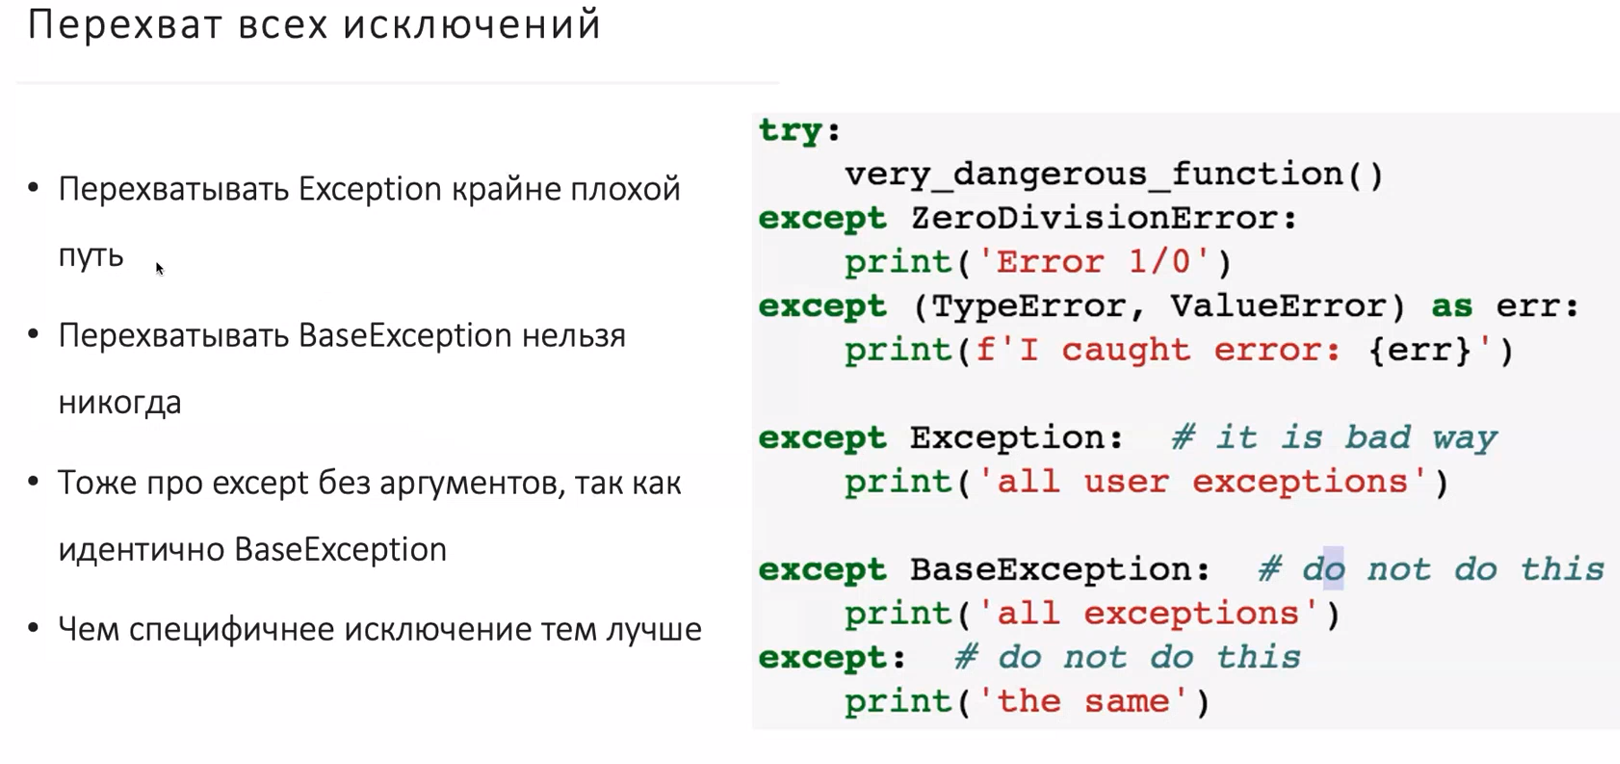 Перехват всех исключений
• Перехватывать Exception крайне плохой
путь
• Перехватывать BaseException нельзя
никогда
• Тоже про except без аргументов, так как
идентично BaseException
• Чем специфичнее исключение тем лучше
try:
    very_dangerous_function()
except ZeroDivisionError:
    print('Error 1/0')
except (TypeError, ValueError) as err:
    print(f'I caught error: {err}')
except Exception:  # it is bad way
    print('all user exceptions')
except BaseException:  # do not do this
    print('all exceptions')
except:  # do not do this
    print('the same')